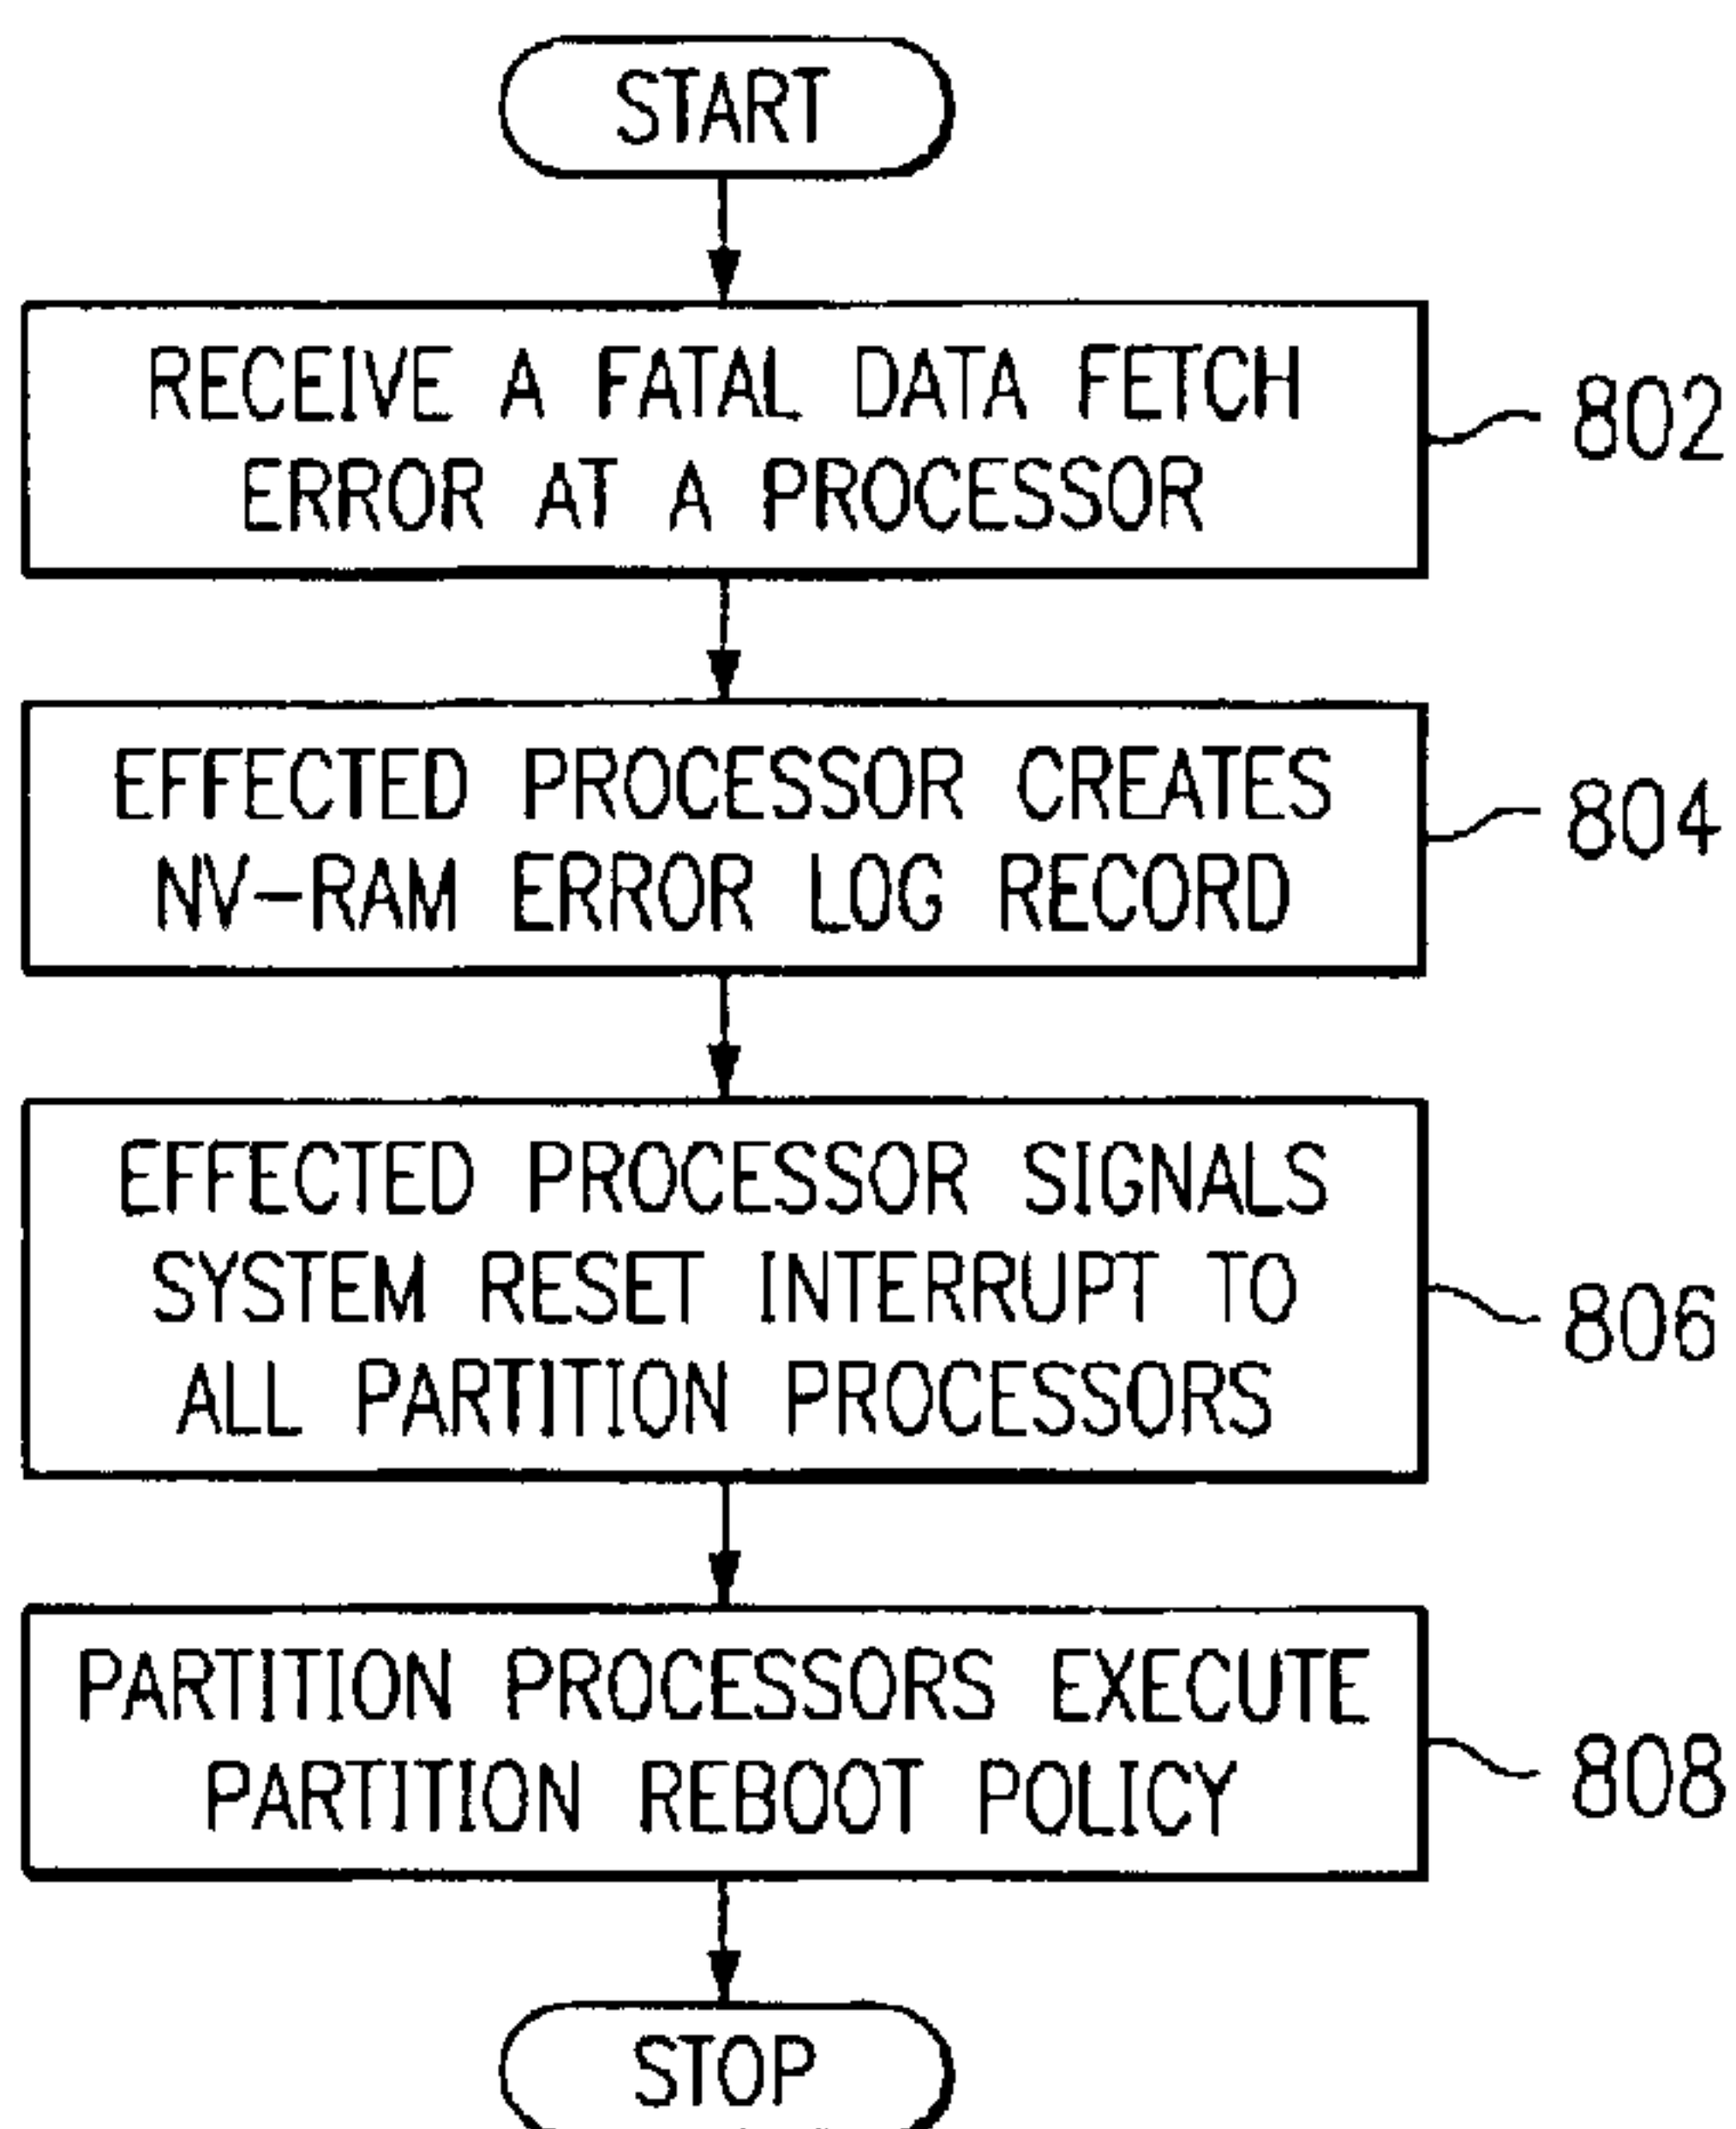 START
RECEIVE A FATAL DATA FETCH
ERROR AT A PROCESSOR
802
EFFECTED PROCESSOR CREATES
NV-RAM ERROR LOG RECORD
804
EFFECTED PROCESSOR SIGNALS
SYSTEM RESET INTERRUPT TO
ALL PARTITION PROCESSORS
806
PARTITION PROCESSORS EXECUTE
PARTITION REBOOT POLICY
808
STOP